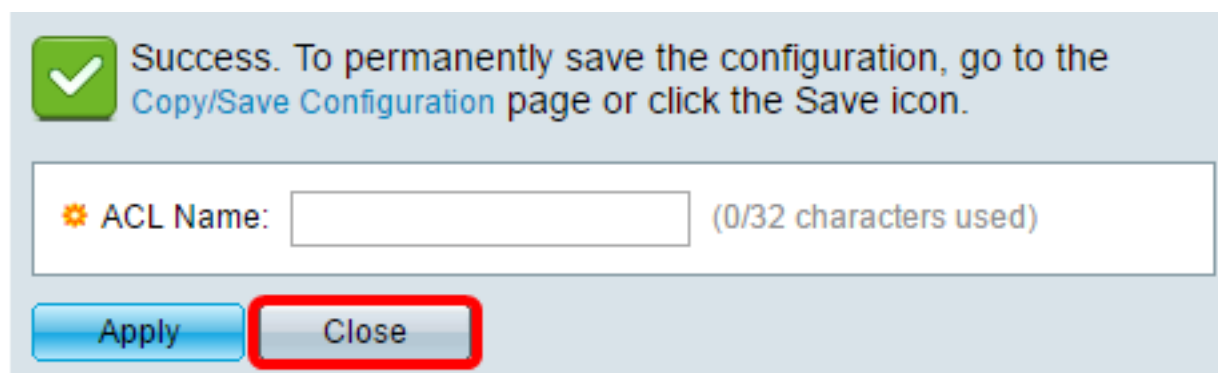 Success. To permanently save the configuration, go to the
Copy/Save Configuration page or click the Save icon.
ACL Name: (0/32 characters used)
Apply Close